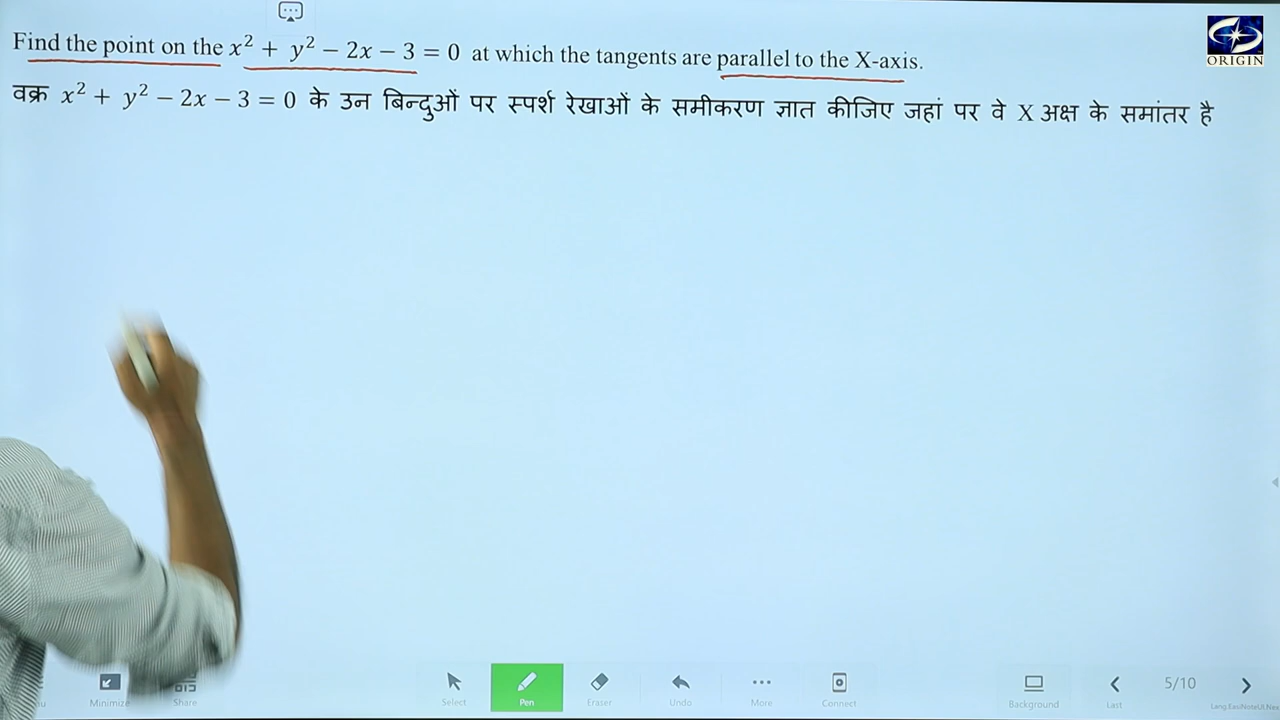 Find the point on the x² + y² − 2x − 3 = 0 at which the tangents are parallel to the X-axis.
ORIGIN
वक्र x² + y² − 2x − 3 = 0 के उन बिन्दुओं पर स्पर्श रेखाओं के समीकरण ज्ञात कीजिए जहां पर वे X अक्ष के समांतर है
Minimize Share Select Pen Eraser Undo More Connect Background Last 5/10